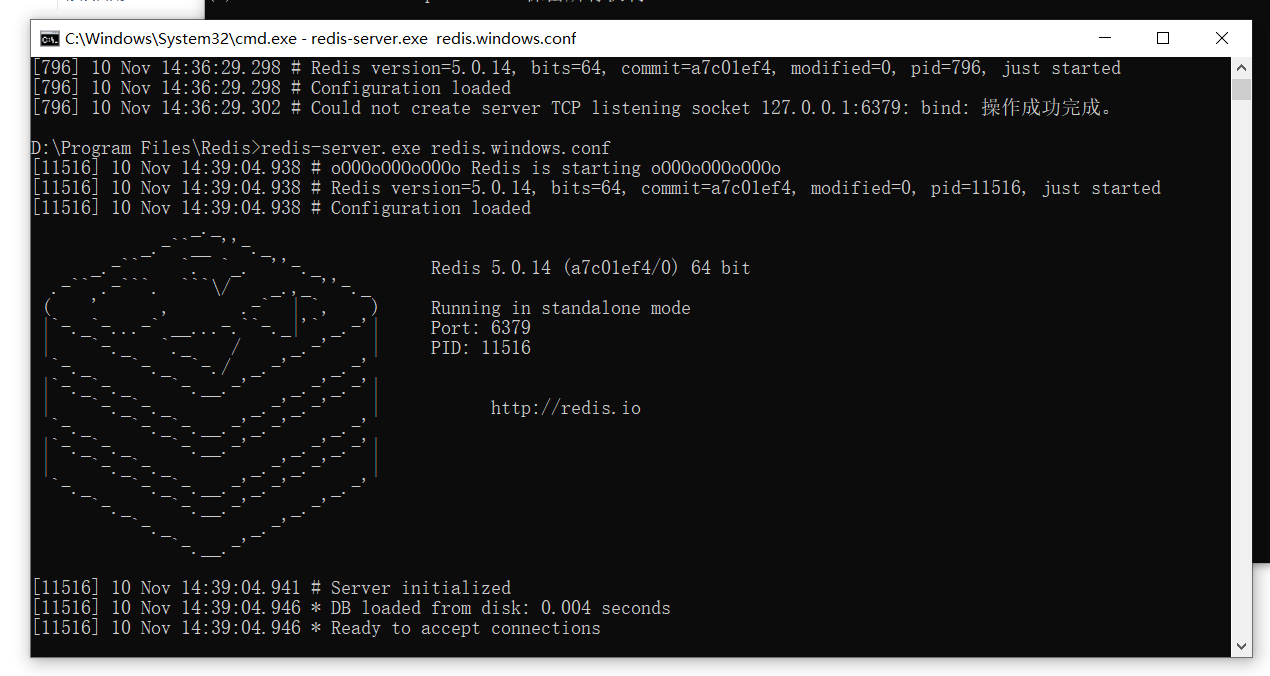 C:\Windows\System32\cmd.exe - redis-server.exe  redis.windows.conf
[796] 10 Nov 14:36:29.298 # Redis version=5.0.14, bits=64, commit=a7c01ef4, modified=0, pid=796, just started
[796] 10 Nov 14:36:29.298 # Configuration loaded
[796] 10 Nov 14:36:29.302 # Could not create server TCP listening socket 127.0.0.1:6379: bind: 操作成功完成。
D:\Program Files\Redis>redis-server.exe redis.windows.conf
[11516] 10 Nov 14:39:04.938 # oO0OoO0OoO0Oo Redis is starting oO0OoO0OoO0Oo
[11516] 10 Nov 14:39:04.938 # Redis version=5.0.14, bits=64, commit=a7c01ef4, modified=0, pid=11516, just started
[11516] 10 Nov 14:39:04.938 # Configuration loaded
Redis 5.0.14 (a7c01ef4/0) 64 bit
Running in standalone mode
Port: 6379
PID: 11516
http://redis.io
[11516] 10 Nov 14:39:04.941 # Server initialized
[11516] 10 Nov 14:39:04.946 * DB loaded from disk: 0.004 seconds
[11516] 10 Nov 14:39:04.946 * Ready to accept connections